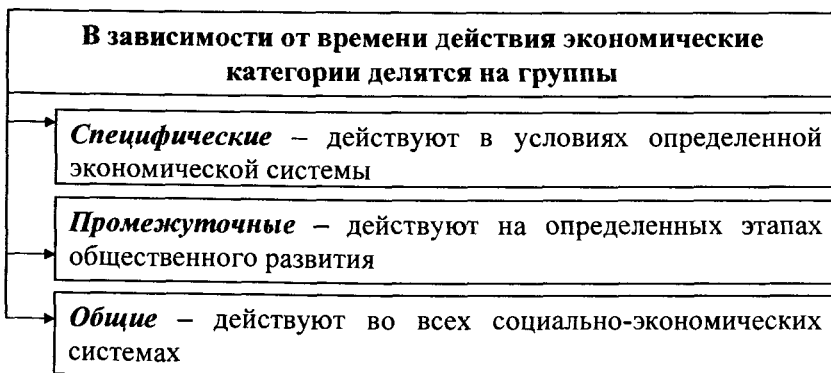 В зависимости от времени действия экономические
категории делятся на группы
Специфические – действуют в условиях определенной
экономической системы
Промежуточные – действуют на определенных этапах
общественного развития
Общие – действуют во всех социально-экономических
системах